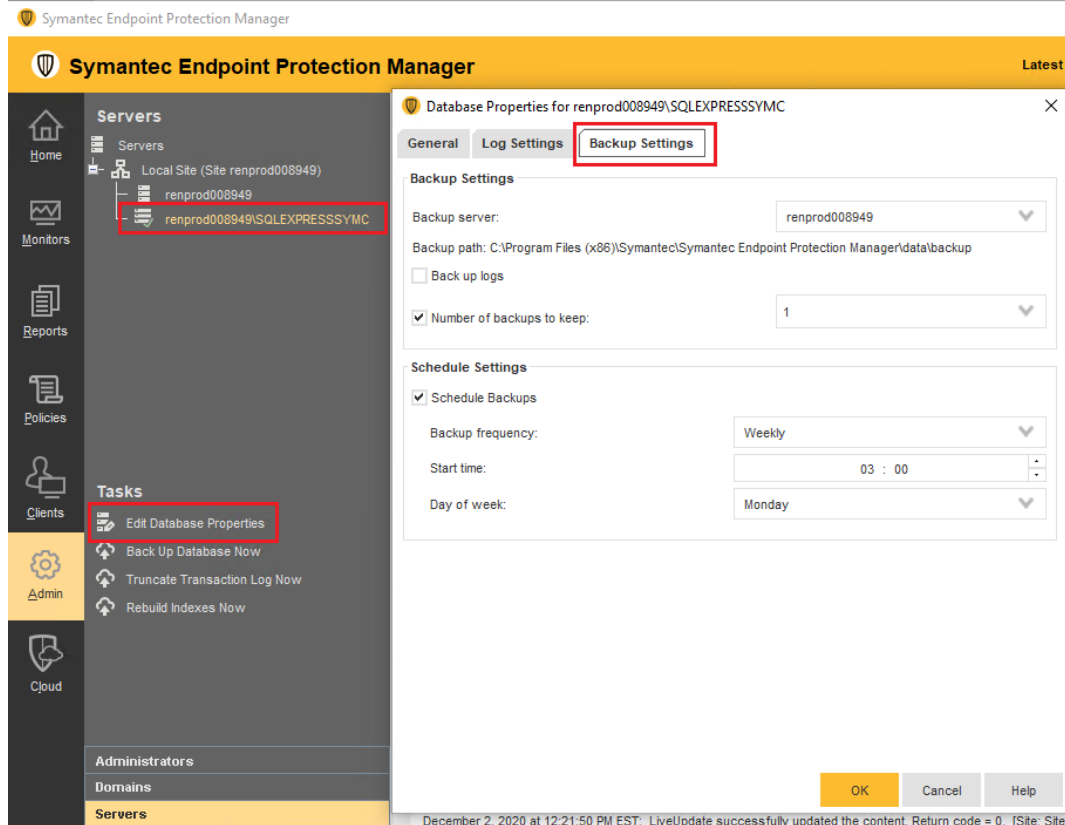 Symantec Endpoint Protection Manager
Symantec Endpoint Protection Manager
Latest
Home
Monitors
Reports
Policies
Clients
Admin
Cloud
Servers
Servers
Local Site (Site renprod008949)
renprod008949
renprod008949\SQLEXPRESSSYMC
Tasks
Edit Database Properties
Back Up Database Now
Truncate Transaction Log Now
Rebuild Indexes Now
Administrators
Domains
Servers
Database Properties for renprod008949\SQLEXPRESSSYMC
General Log Settings Backup Settings
Backup Settings
Backup server: renprod008949
Backup path: C:\Program Files (x86)\Symantec\Symantec Endpoint Protection Manager\data\backup
Back up logs
Number of backups to keep: 1
Schedule Settings
Schedule Backups
Backup frequency: Weekly
Start time: 03 : 00
Day of week: Monday
OK Cancel Help
December 2, 2020 at 12:21:50 PM EST: LiveUpdate successfully updated the content. Return code = 0. [Site: Site